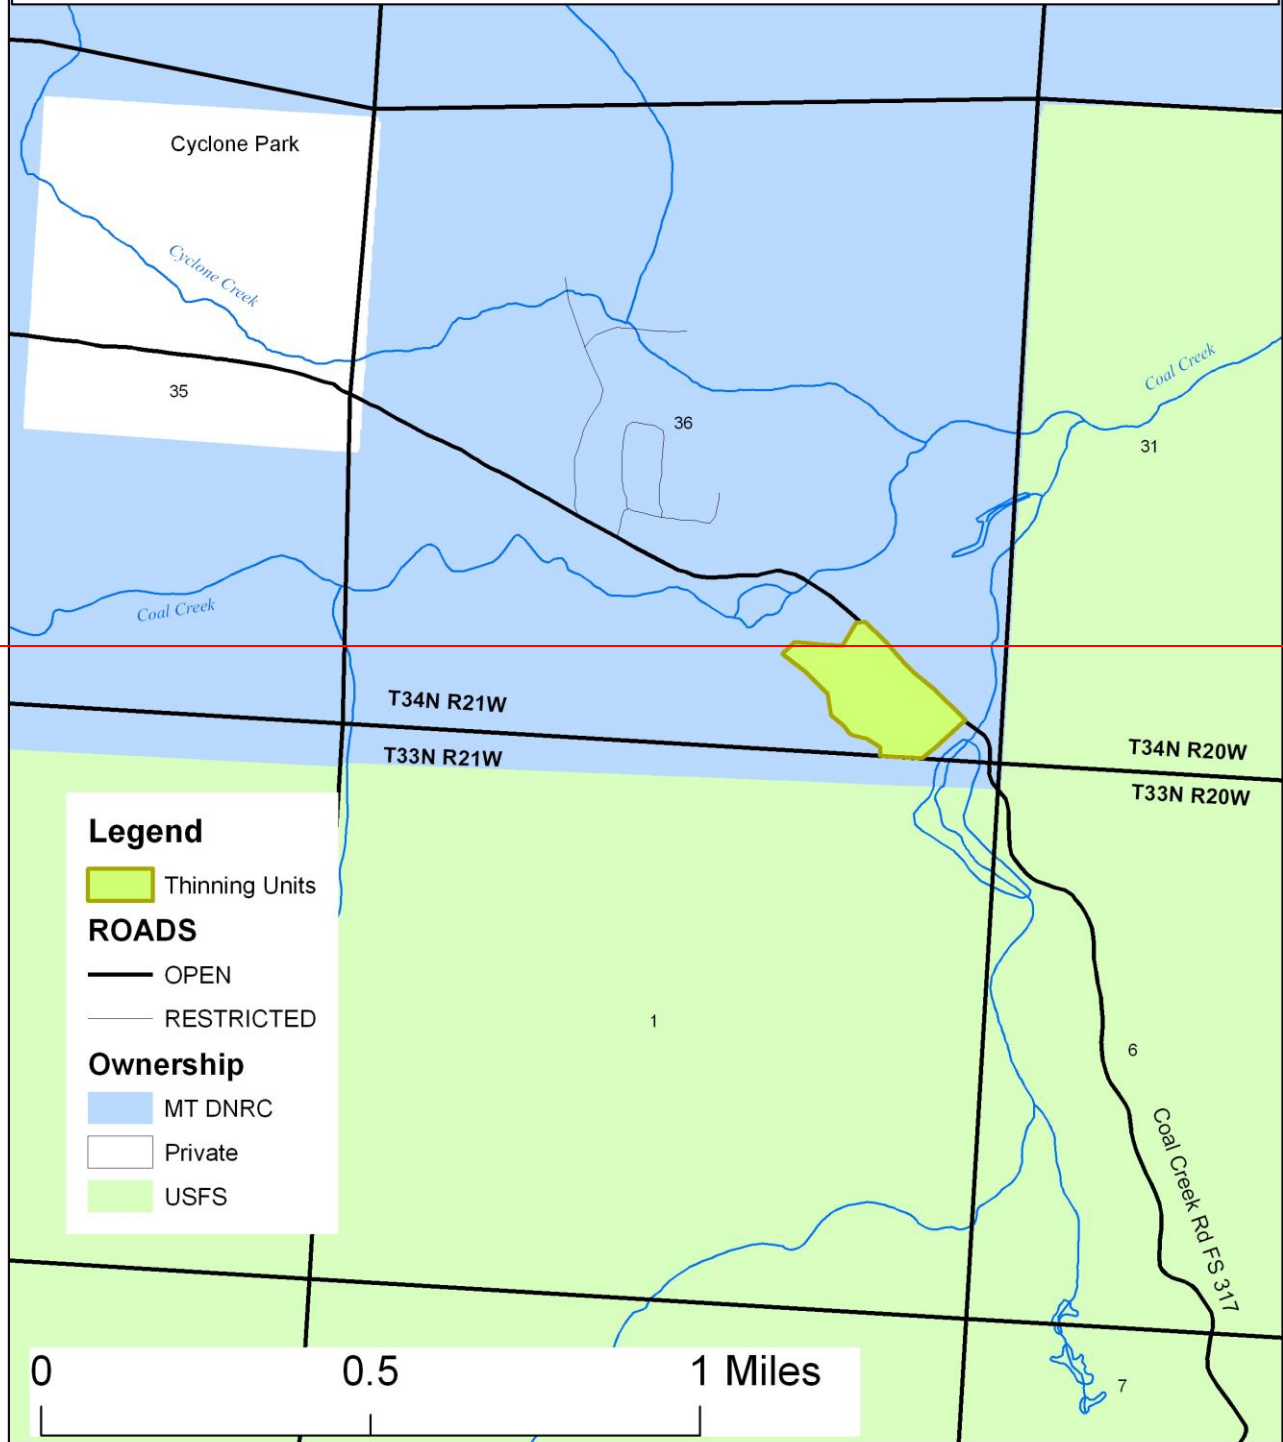 Cyclone Park
Cyclone Creek
Coal Creek
35
36
31
Coal Creek
T34N R21W
T33N R21W
T34N R20W
T33N R20W
Legend
Thinning Units
ROADS
OPEN
RESTRICTED
Ownership
MT DNRC
Private
USFS
1
6
Coal Creek Rd FS 317
7
0 0.5 1 Miles